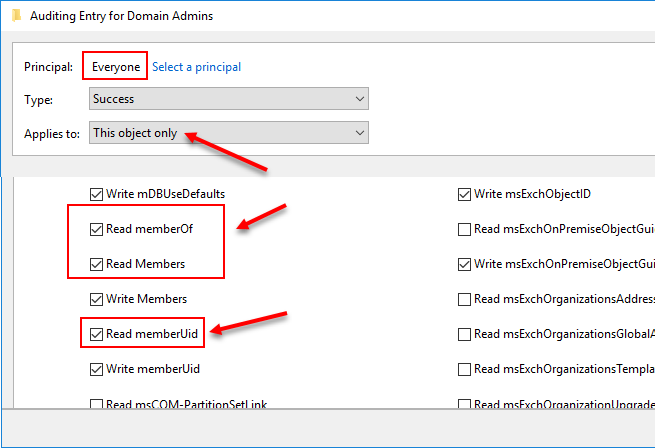 Auditing Entry for Domain Admins
Principal: Everyone Select a principal
Type: Success
Applies to: This object only
Write mDBUseDefaults Write msExchObjectID
Read memberOf Read msExchOnPremiseObjectGui
Read Members Write msExchOnPremiseObjectGu
Write Members Read msExchOrganizationsAddres
Read memberUid Read msExchOrganizationsGlobalA
Write memberUid Read msExchOrganizationsTempla
Read msCOM-PartitionSetLink Read msExchOrganizationUpgrade